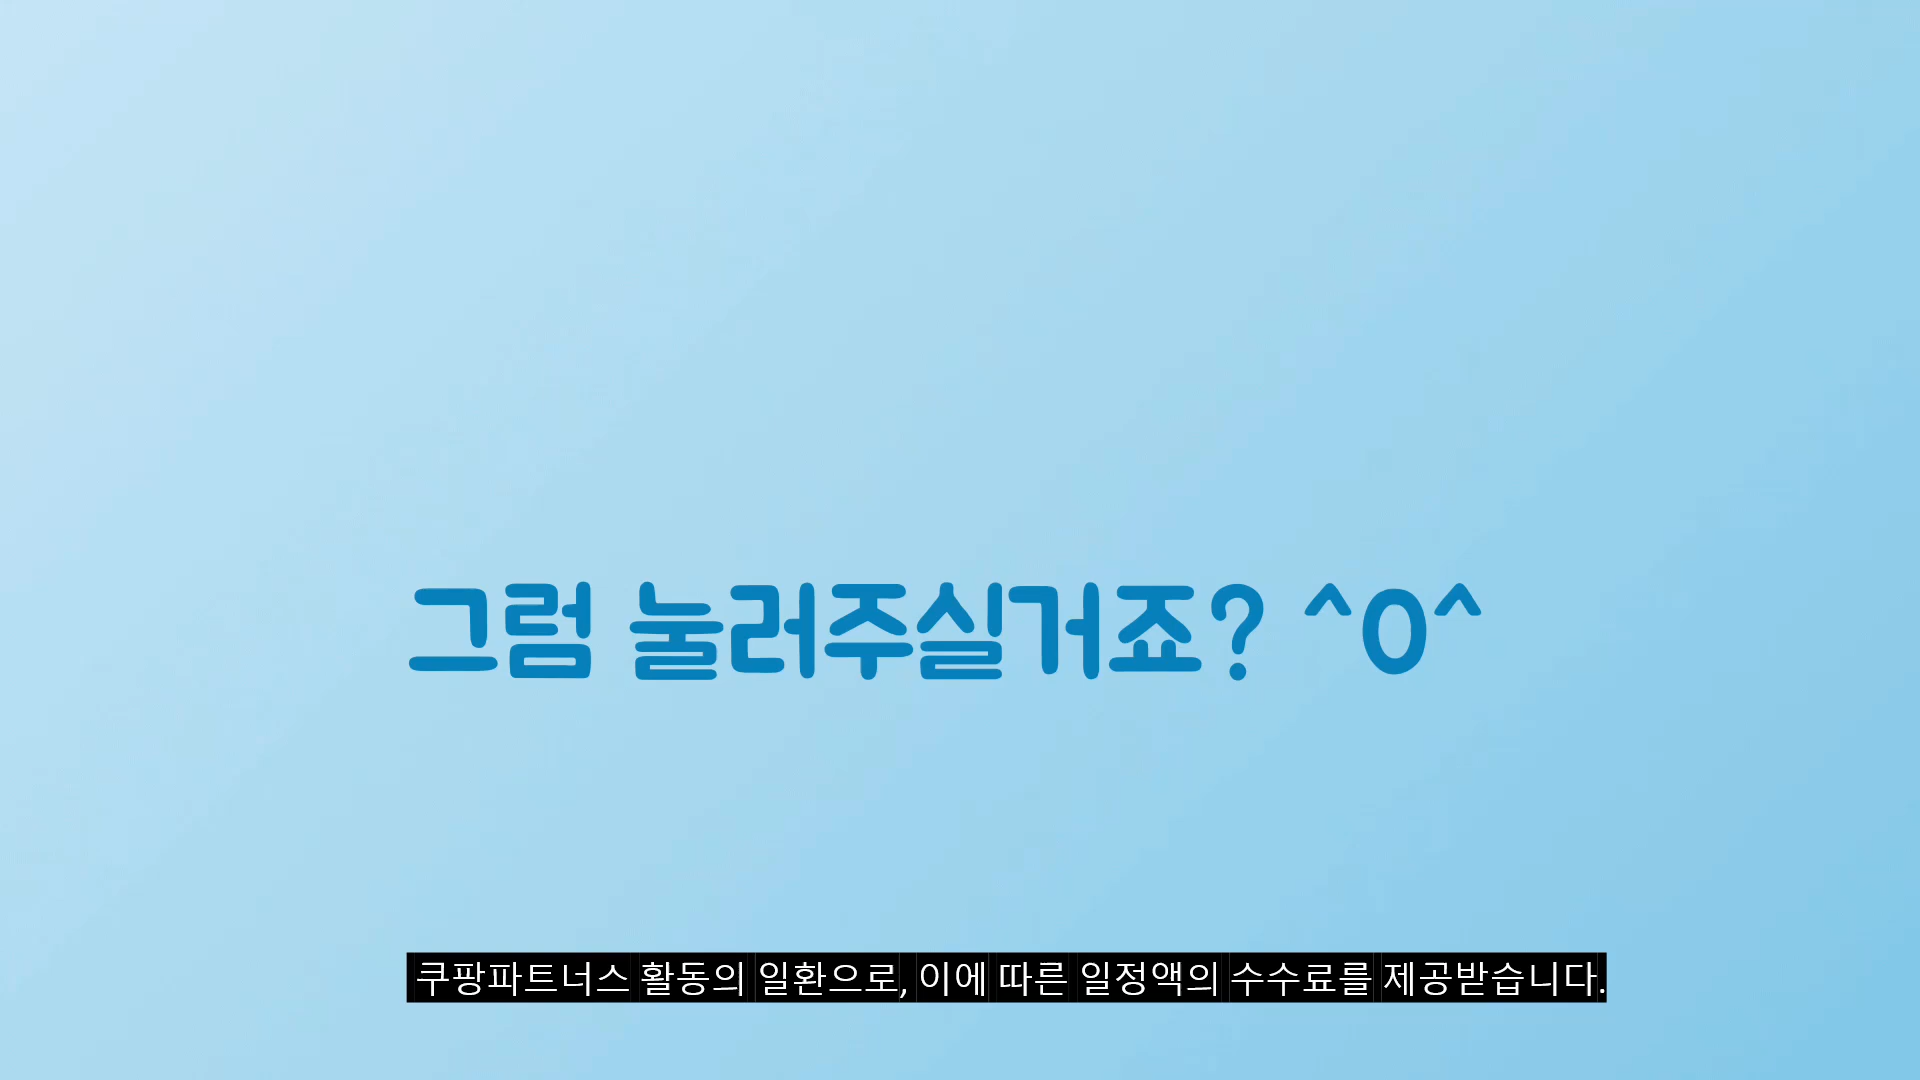 그럼 눌러주실거죠? ^0^
쿠팡파트너스 활동의 일환으로, 이에 따른 일정액의 수수료를 제공받습니다.